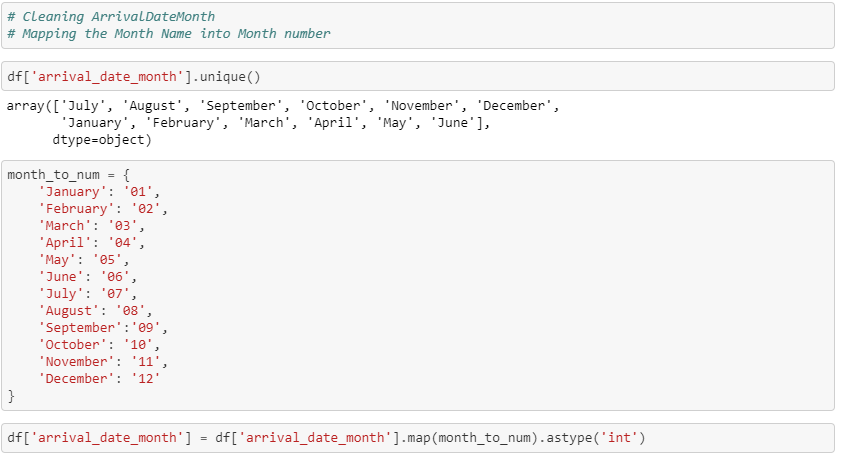 # Cleaning ArrivalDateMonth
# Mapping the Month Name into Month number
df['arrival_date_month'].unique()
array(['July', 'August', 'September', 'October', 'November', 'December',
       'January', 'February', 'March', 'April', 'May', 'June'],
      dtype=object)
month_to_num = {
    'January': '01',
    'February': '02',
    'March': '03',
    'April': '04',
    'May': '05',
    'June': '06',
    'July': '07',
    'August': '08',
    'September':'09',
    'October': '10',
    'November': '11',
    'December': '12'
}
df['arrival_date_month'] = df['arrival_date_month'].map(month_to_num).astype('int')